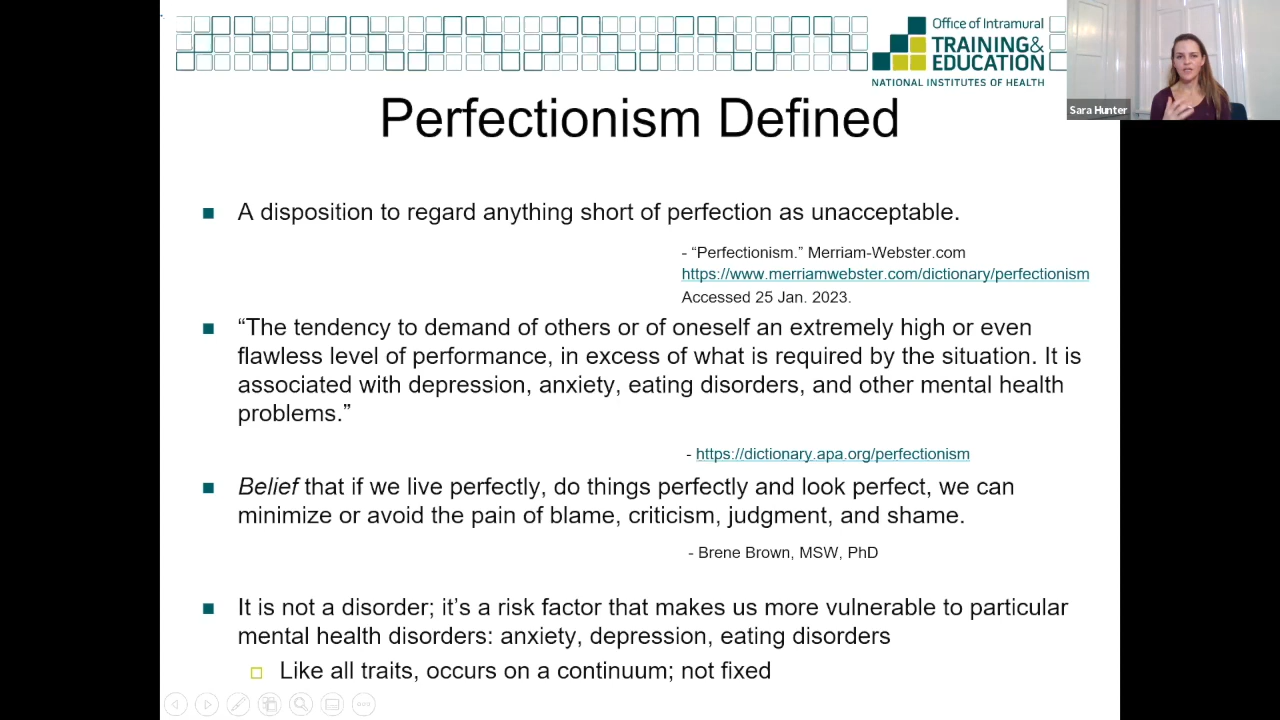 Office of Intramural
TRAINING&
EDUCATION
NATIONAL INSTITUTES OF HEALTH
Sara Hunter
Perfectionism Defined
A disposition to regard anything short of perfection as unacceptable.
- “Perfectionism.” Merriam-Webster.com
https://www.merriamwebster.com/dictionary/perfectionism
Accessed 25 Jan. 2023.
“The tendency to demand of others or of oneself an extremely high or even
flawless level of performance, in excess of what is required by the situation. It is
associated with depression, anxiety, eating disorders, and other mental health
problems.”
- https://dictionary.apa.org/perfectionism
Belief that if we live perfectly, do things perfectly and look perfect, we can
minimize or avoid the pain of blame, criticism, judgment, and shame.
- Brene Brown, MSW, PhD
It is not a disorder; it’s a risk factor that makes us more vulnerable to particular
mental health disorders: anxiety, depression, eating disorders
Like all traits, occurs on a continuum; not fixed